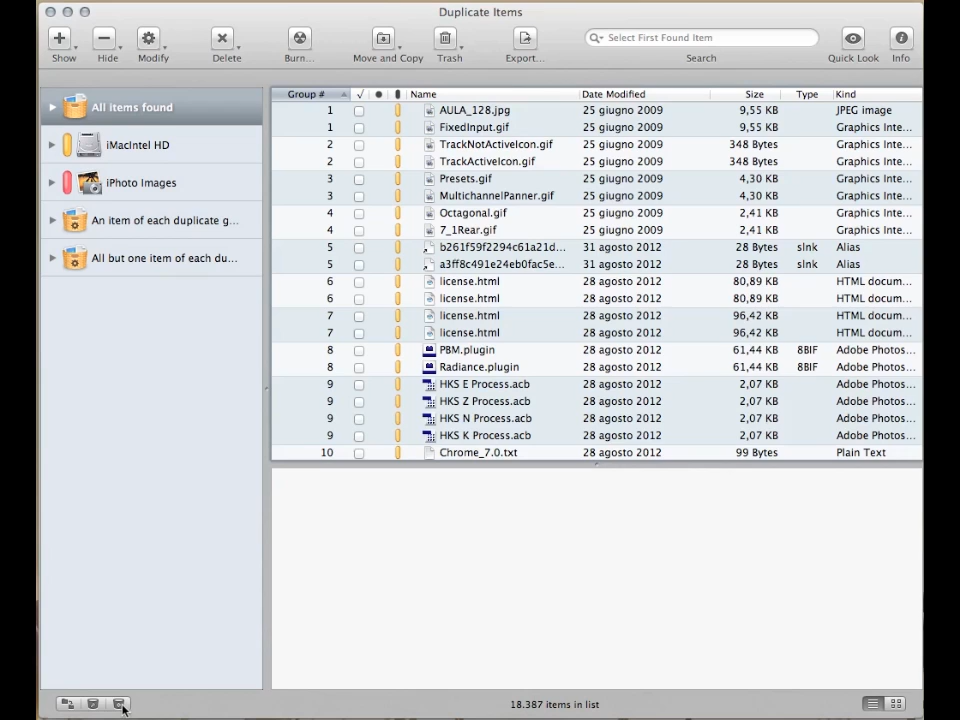 Duplicate Items
Show Hide Modify Delete Burn... Move and Copy Trash Export... Select First Found Item Search Quick Look Info
All items found
iMacIntel HD
iPhoto Images
An item of each duplicate g...
All but one item of each du...
Group # ✓ Name Date Modified Size Type Kind
1 AULA_128.jpg 25 giugno 2009 9,55 KB JPEG image
1 FixedInput.gif 25 giugno 2009 9,55 KB Graphics Inte...
2 TrackNotActiveIcon.gif 25 giugno 2009 348 Bytes Graphics Inte...
2 TrackActiveIcon.gif 25 giugno 2009 348 Bytes Graphics Inte...
3 Presets.gif 25 giugno 2009 4,30 KB Graphics Inte...
3 MultichannelPanner.gif 25 giugno 2009 4,30 KB Graphics Inte...
4 Octagonal.gif 25 giugno 2009 2,41 KB Graphics Inte...
4 7_1Rear.gif 25 giugno 2009 2,41 KB Graphics Inte...
5 b261f59f2294c61a21d... 31 agosto 2012 28 Bytes slnk Alias
5 a3ff8c491e24eb0fac5e... 31 agosto 2012 28 Bytes slnk Alias
6 license.html 28 agosto 2012 80,89 KB HTML docum...
6 license.html 28 agosto 2012 80,89 KB HTML docum...
7 license.html 28 agosto 2012 96,42 KB HTML docum...
7 license.html 28 agosto 2012 96,42 KB HTML docum...
8 PBM.plugin 28 agosto 2012 61,44 KB 8BIF Adobe Photos...
8 Radiance.plugin 28 agosto 2012 61,44 KB 8BIF Adobe Photos...
9 HKS E Process.acb 28 agosto 2012 2,07 KB Adobe Photos...
9 HKS Z Process.acb 28 agosto 2012 2,07 KB Adobe Photos...
9 HKS N Process.acb 28 agosto 2012 2,07 KB Adobe Photos...
9 HKS K Process.acb 28 agosto 2012 2,07 KB Adobe Photos...
10 Chrome_7.0.txt 28 agosto 2012 99 Bytes Plain Text
18.387 items in list